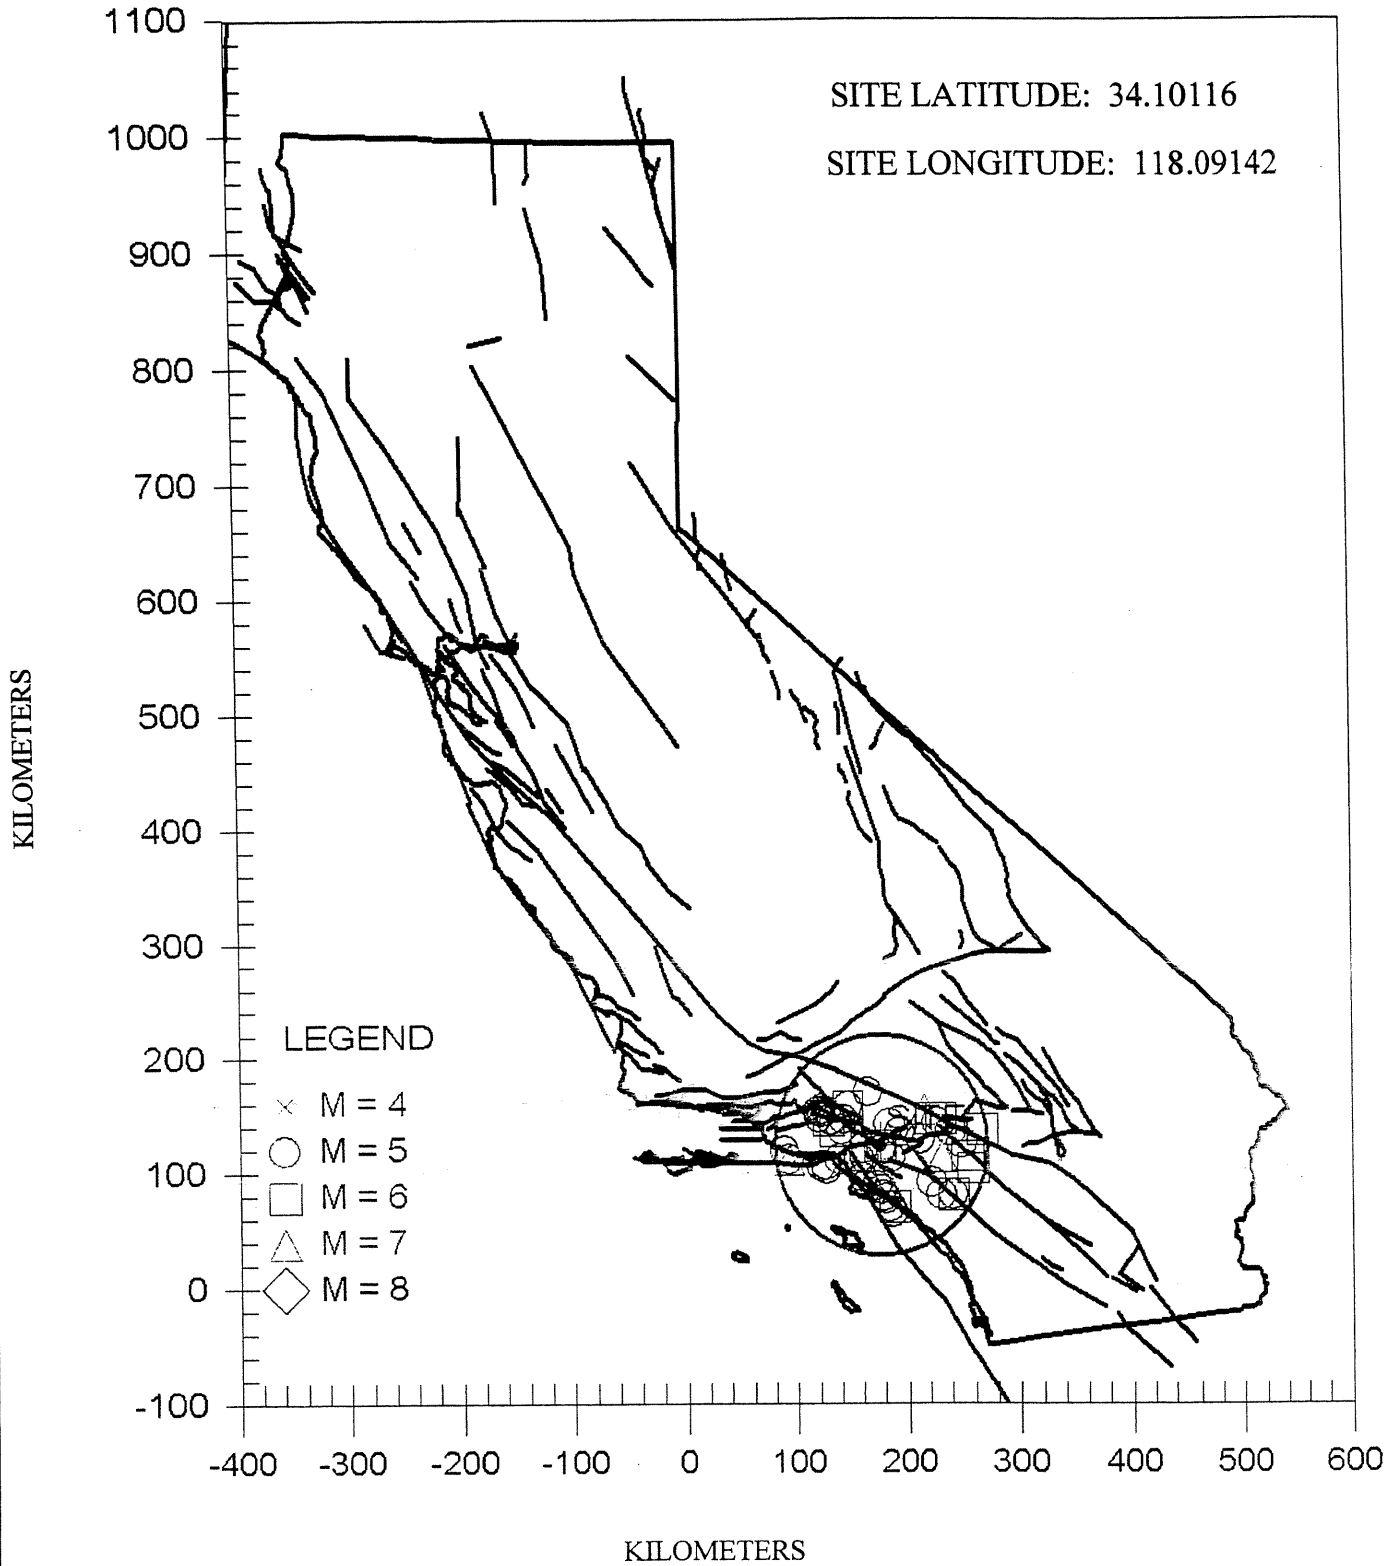 1100
SITE LATITUDE: 34.10116
1000
SITE LONGITUDE: 118.09142
900
800
700
600
KILOMETERS
500
400
300
LEGEND
200
M = 4
M = 5
100
M = 6
M = 7
0
M = 8
-100
-400 -300 -200 -100 0 100 200 300 400 500 600
KILOMETERS